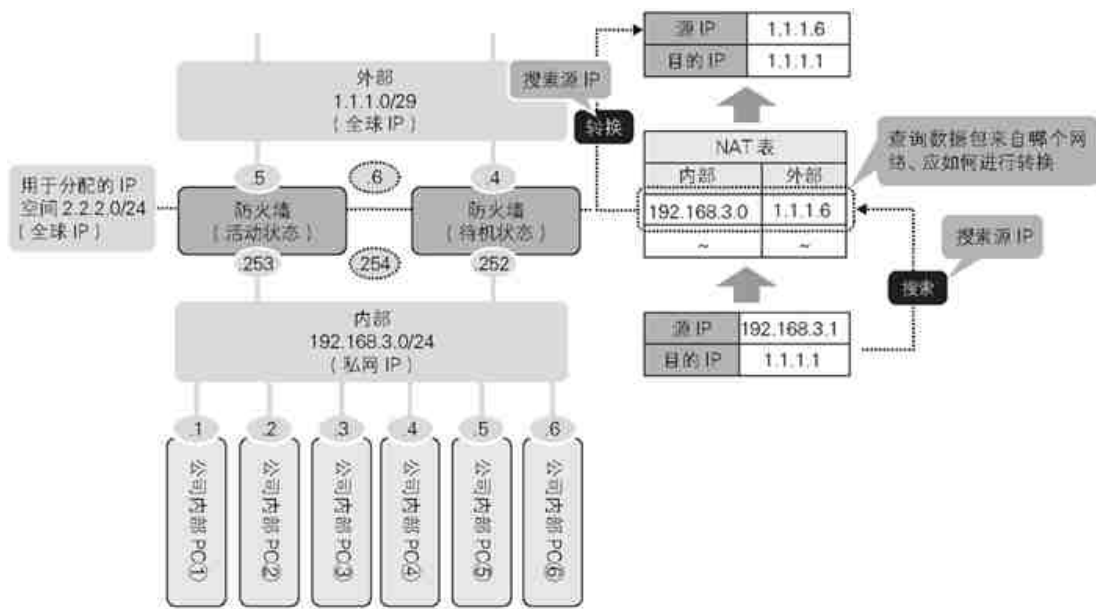 源 IP 1.1.1.6
目的 IP 1.1.1.1
外部
1.1.1.0/29
(全球IP)
搜索源 IP
转换
NAT 表
内部 外部
192.168.3.0 1.1.1.6
~ ~
查询数据包来自哪个网
络、应如何进行转换
用于分配的 IP
空间 2.2.2.0/24
(全球 IP)
.5 .6 .4
防火墙
(活动状态)
防火墙
(待机状态)
.253 .254 .252
搜索源 IP
搜索
内部
192.168.3.0/24
(私网 IP)
源 IP 192.168.3.1
目的 IP 1.1.1.1
.1 .2 .3 .4 .5 .6
公司内部 PC①
公司内部 PC②
公司内部 PC③
公司内部 PC④
公司内部 PC⑤
公司内部 PC⑥